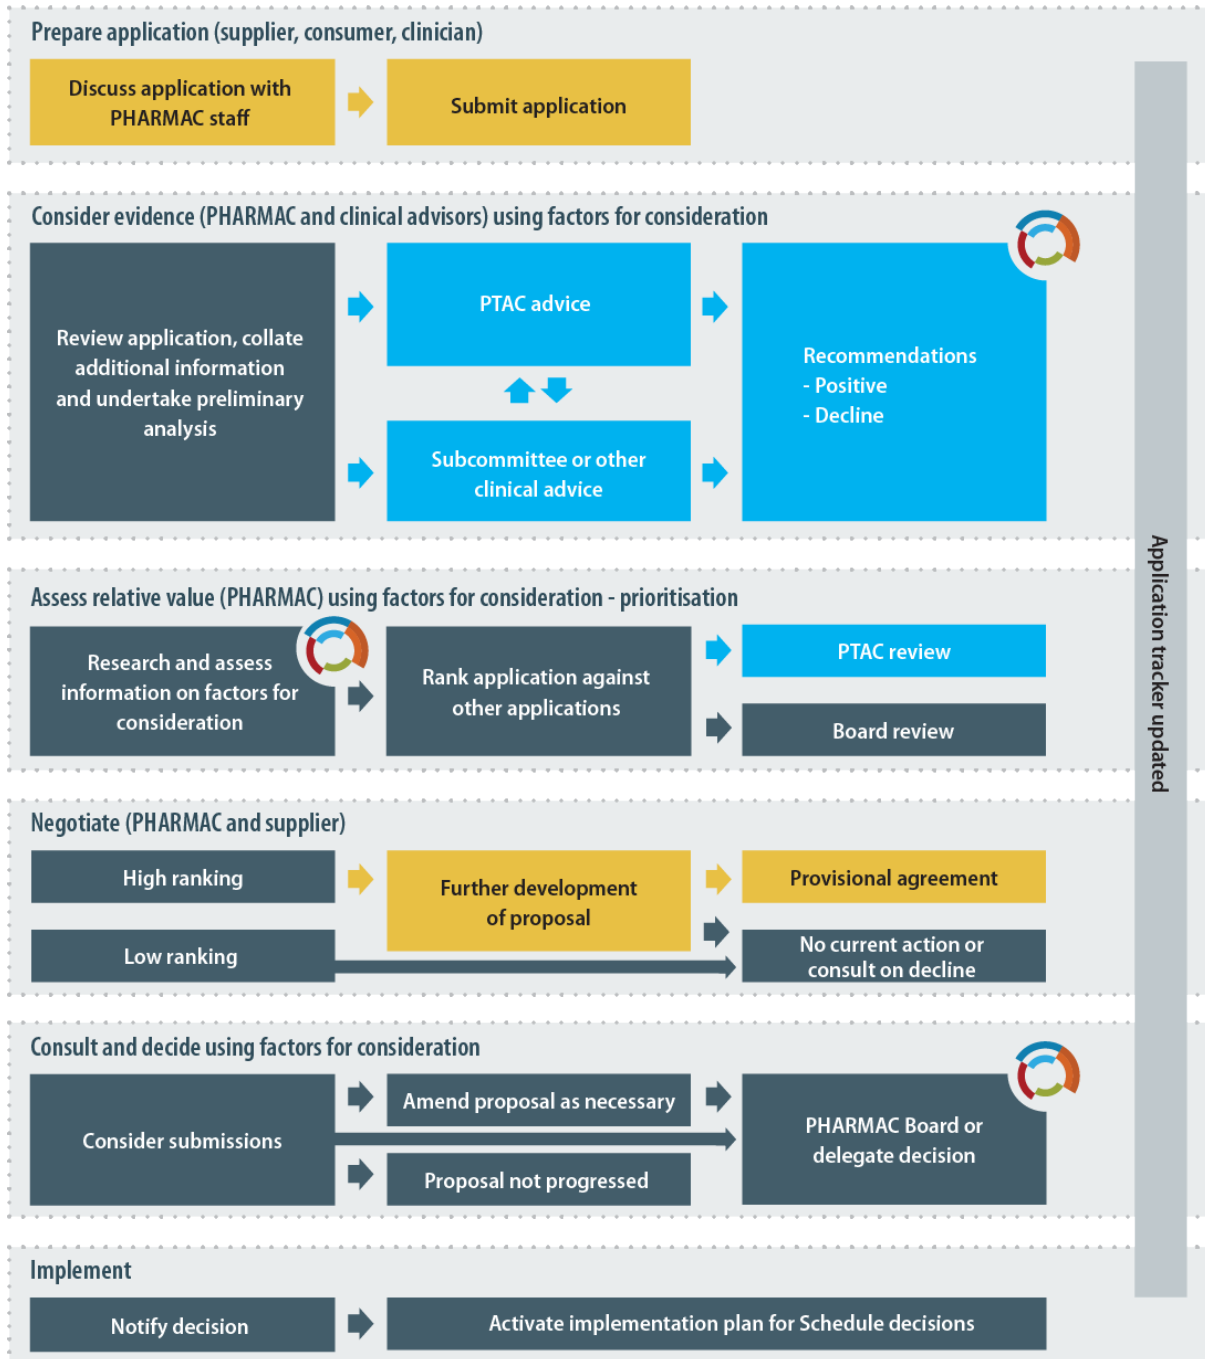 Prepare application (supplier, consumer, clinician)
Discuss application with
PHARMAC staff
Submit application
Consider evidence (PHARMAC and clinical advisors) using factors for consideration
Review application, collate
additional information
and undertake preliminary
analysis
PTAC advice
Subcommittee or other
clinical advice
Recommendations
- Positive
- Decline
Assess relative value (PHARMAC) using factors for consideration - prioritisation
Research and assess
information on factors for
consideration
Rank application against
other applications
PTAC review
Board review
Negotiate (PHARMAC and supplier)
High ranking
Low ranking
Further development
of proposal
Provisional agreement
No current action or
consult on decline
Consult and decide using factors for consideration
Consider submissions
Amend proposal as necessary
Proposal not progressed
PHARMAC Board or
delegate decision
Implement
Notify decision
Activate implementation plan for Schedule decisions
Application tracker updated